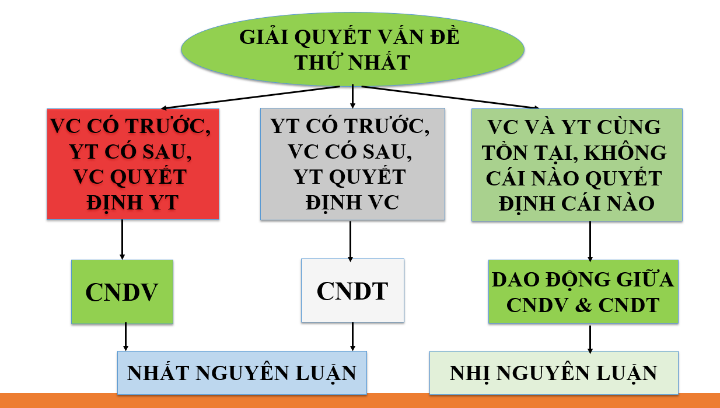 GIẢI QUYẾT VẤN ĐỀ
THỨ NHẤT
VC CÓ TRƯỚC,
YT CÓ SAU,
VC QUYẾT
ĐỊNH YT
YT CÓ TRƯỚC,
VC CÓ SAU,
YT QUYẾT
ĐỊNH VC
VC VÀ YT CÙNG
TỒN TẠI, KHÔNG
CÁI NÀO QUYẾT
ĐỊNH CÁI NÀO
CNDV
CNDT
DAO ĐỘNG GIỮA
CNDV & CNDT
NHẤT NGUYÊN LUẬN
NHỊ NGUYÊN LUẬN